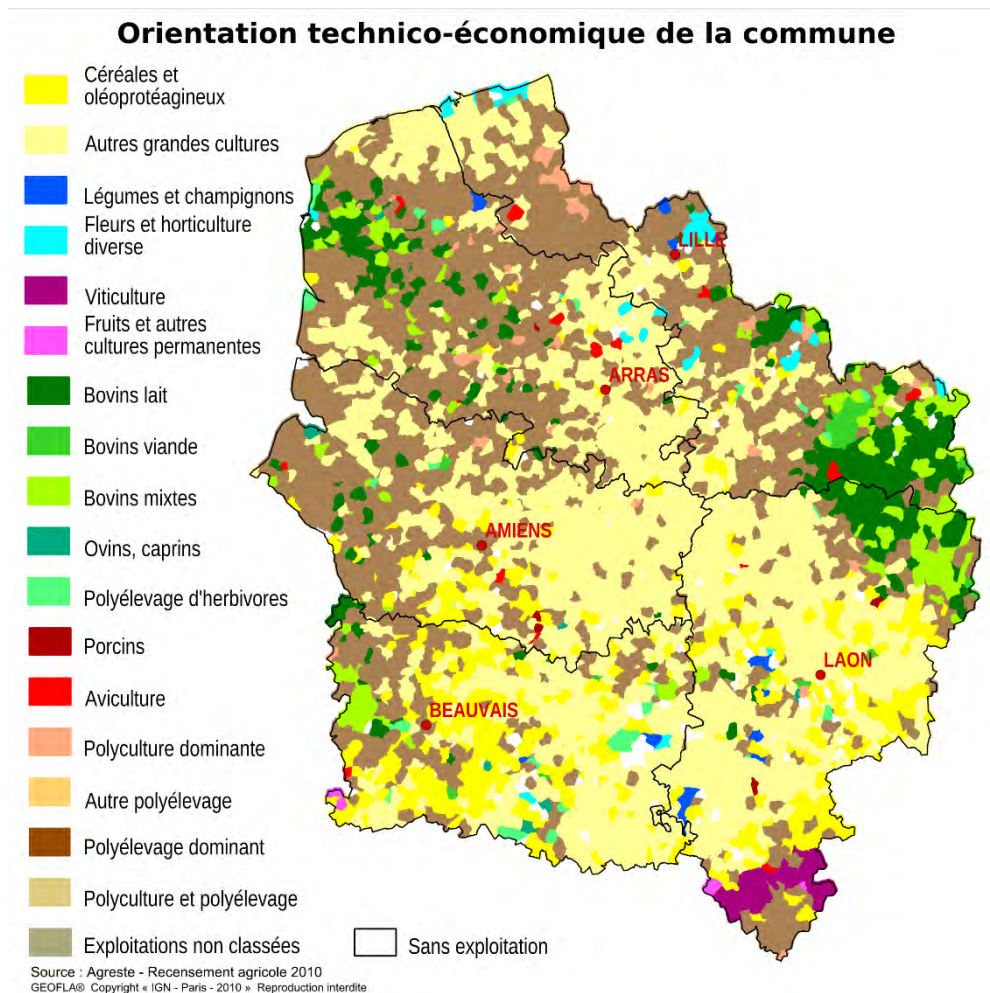 Orientation technico-économique de la commune
Céréales et
oléoprotéagineux
Autres grandes cultures
Légumes et champignons
Fleurs et horticulture
diverse
Viticulture
Fruits et autres
cultures permanentes
Bovins lait
Bovins viande
Bovins mixtes
Ovins, caprins
Polyélevage d'herbivores
Porcins
Aviculture
Polyculture dominante
Autre polyélevage
Polyélevage dominant
Polyculture et polyélevage
Exploitations non classées
Sans exploitation
LILLE
ARRAS
AMIENS
LAON
BEAUVAIS
Source : Agreste - Recensement agricole 2010
GEOFLA® Copyright « IGN - Paris - 2010 » Reproduction interdite